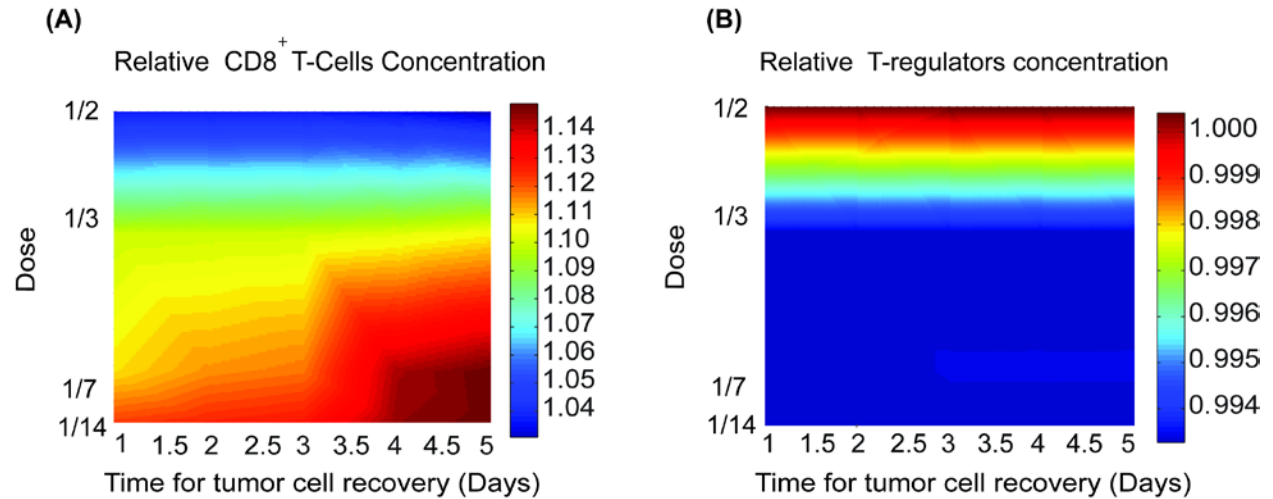 (A)
Relative CD8+ T-Cells Concentration
Dose
1/2
1/3
1/7
1/14
1 1.5 2 2.5 3 3.5 4 4.5 5
Time for tumor cell recovery (Days)
1.14
1.13
1.12
1.11
1.10
1.09
1.08
1.07
1.06
1.05
1.04
(B)
Relative T-regulators concentration
Dose
1/2
1/3
1/7
1/14
1 1.5 2 2.5 3 3.5 4 4.5 5
Time for tumor cell recovery (Days)
1.000
0.999
0.998
0.997
0.996
0.995
0.994